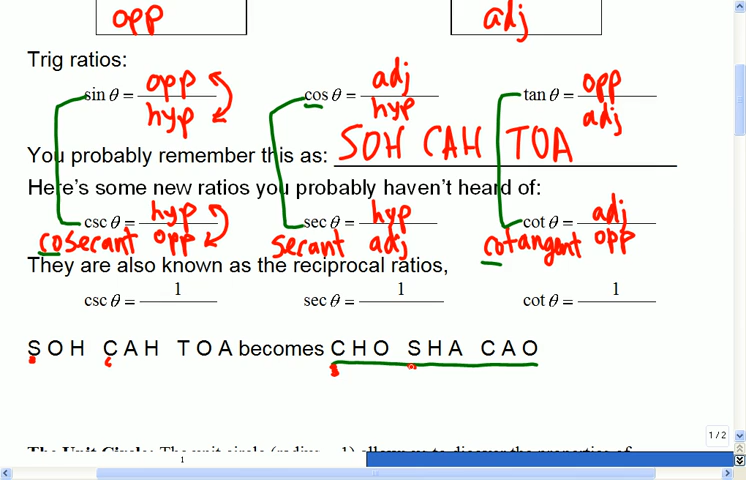 opp adj
Trig ratios:
opp adj opp
sin θ = cos θ = tan θ =
hyp hyp adj
You probably remember this as: SOH CAH TOA
Here's some new ratios you probably haven't heard of:
hyp hyp adj
csc θ = sec θ = cot θ =
cosecant opp secant adj cotangent opp
They are also known as the reciprocal ratios,
1 1 1
csc θ = sec θ = cot θ =
S O H C A H T O A becomes C H O S H A C A O
1 / 2
1